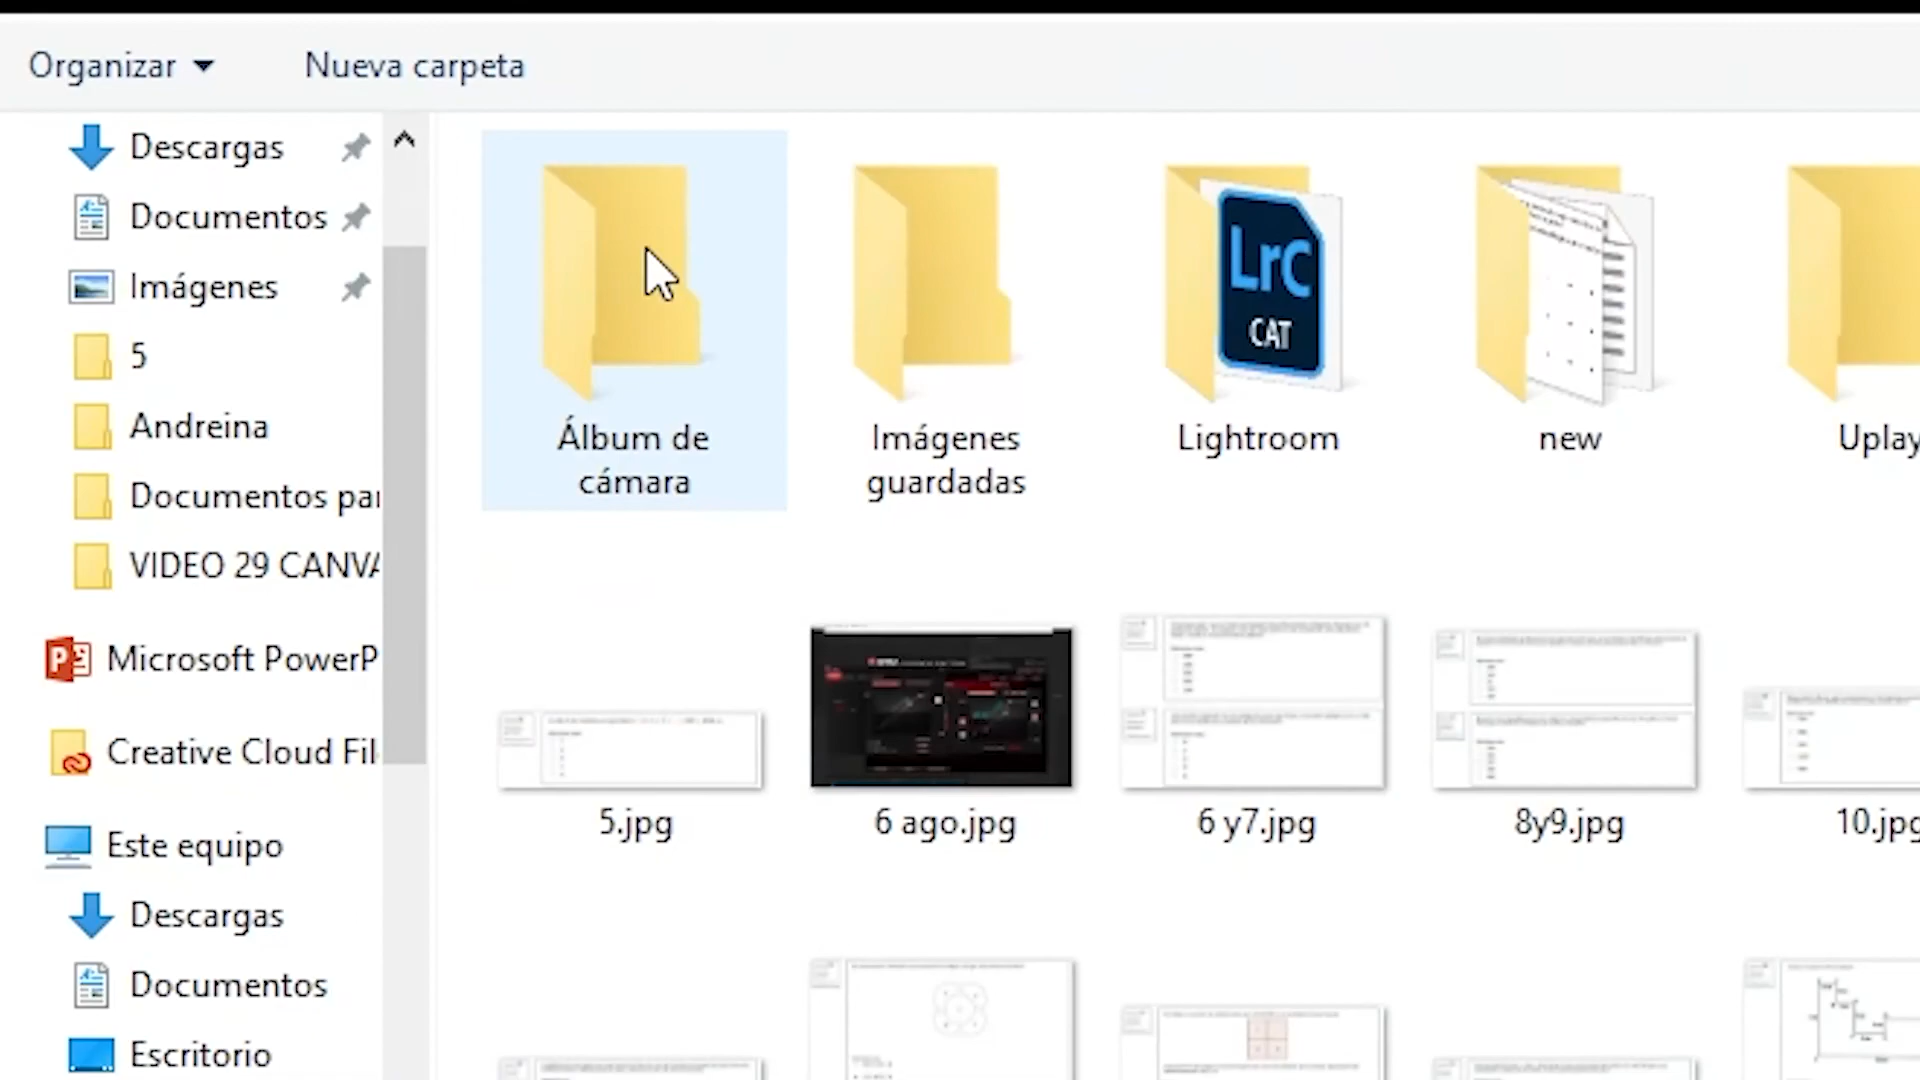 Organizar
Nueva carpeta
Descargas
Documentos
Imágenes
5
Andreina
Documentos par
VIDEO 29 CANVA
Microsoft PowerP
Creative Cloud Fil
Este equipo
Descargas
Documentos
Escritorio
Álbum de
cámara
Imágenes
guardadas
LrC
CAT
Lightroom
new
Uplay
5.jpg
6 ago.jpg
6 y7.jpg
8y9.jpg
10.jpg